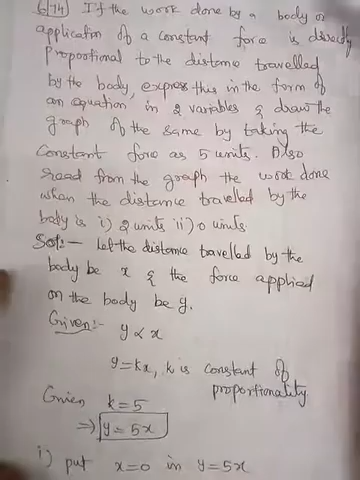 6) 74) If the work done by a body on
application of a constant force is directly
proportional to the distance travelled
by the body, express this in the form of
an equation in 2 variables & draw the
graph of the same by taking the
constant force as 5 units. Also
read from the graph the work done
when the distance travelled by the
body is i) 2 units ii) 0 units.
Sol:- Let the distance travelled by the
body be x & the force applied
on the body be y.
Given:- y ∝ x
y = kx, k is constant of
proportionality
Given k = 5
⇒ y = 5x
i) put x = 0 in y = 5x